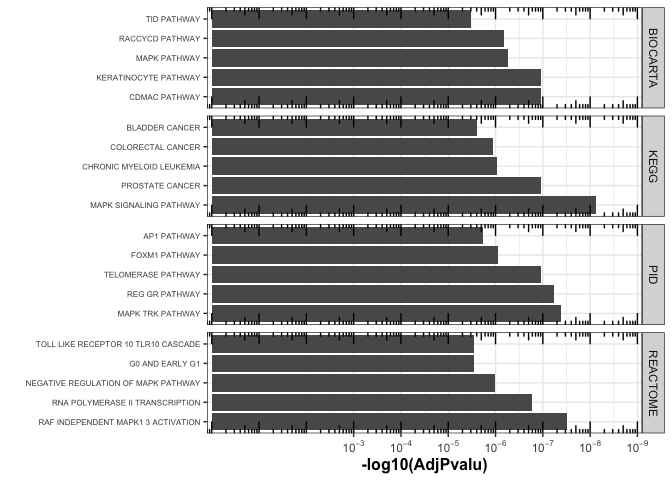 TID PATHWAY
RACCYCD PATHWAY
MAPK PATHWAY
KERATINOCYTE PATHWAY
CDMAC PATHWAY
BIOCARTA
BLADDER CANCER
COLORECTAL CANCER
CHRONIC MYELOID LEUKEMIA
PROSTATE CANCER
MAPK SIGNALING PATHWAY
KEGG
AP1 PATHWAY
FOXM1 PATHWAY
TELOMERASE PATHWAY
REG GR PATHWAY
MAPK TRK PATHWAY
PID
TOLL LIKE RECEPTOR 10 TLR10 CASCADE
G0 AND EARLY G1
NEGATIVE REGULATION OF MAPK PATHWAY
RNA POLYMERASE II TRANSCRIPTION
RAF INDEPENDENT MAPK1 3 ACTIVATION
REACTOME
10⁻³ 10⁻⁴ 10⁻⁵ 10⁻⁶ 10⁻⁷ 10⁻⁸ 10⁻⁹
-log10(AdjPvalu)